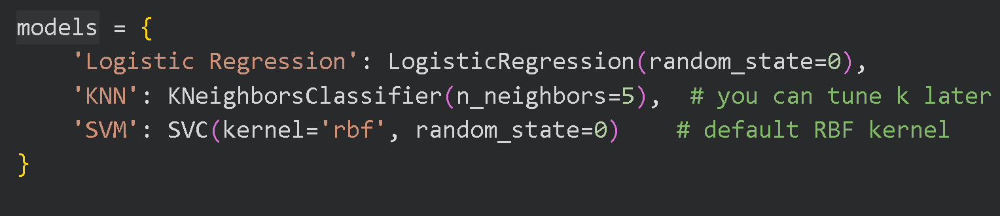 models = {
    'Logistic Regression': LogisticRegression(random_state=0),
    'KNN': KNeighborsClassifier(n_neighbors=5),  # you can tune k later
    'SVM': SVC(kernel='rbf', random_state=0)    # default RBF kernel
}